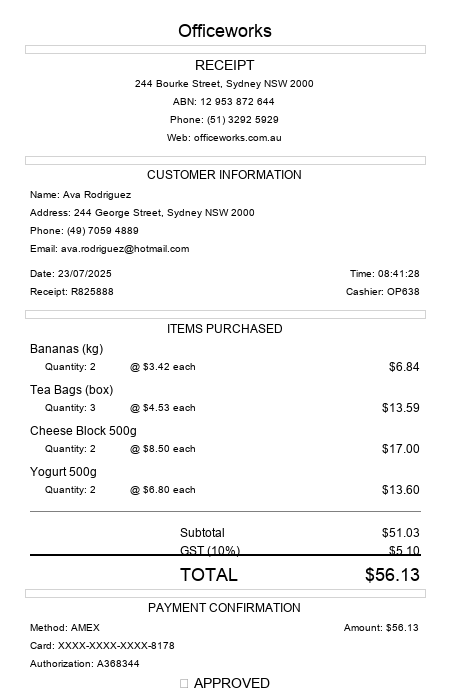 Officeworks
RECEIPT
244 Bourke Street, Sydney NSW 2000
ABN: 12 953 872 644
Phone: (51) 3292 5929
Web: officeworks.com.au
CUSTOMER INFORMATION
Name: Ava Rodriguez
Address: 244 George Street, Sydney NSW 2000
Phone: (49) 7059 4889
Email: ava.rodriguez@hotmail.com
Date: 23/07/2025 Time: 08:41:28
Receipt: R825888 Cashier: OP638
ITEMS PURCHASED
Bananas (kg)
Quantity: 2 @ $3.42 each $6.84
Tea Bags (box)
Quantity: 3 @ $4.53 each $13.59
Cheese Block 500g
Quantity: 2 @ $8.50 each $17.00
Yogurt 500g
Quantity: 2 @ $6.80 each $13.60
Subtotal $51.03
GST (10%) $5.10
TOTAL $56.13
PAYMENT CONFIRMATION
Method: AMEX Amount: $56.13
Card: XXXX-XXXX-XXXX-8178
Authorization: A368344
APPROVED